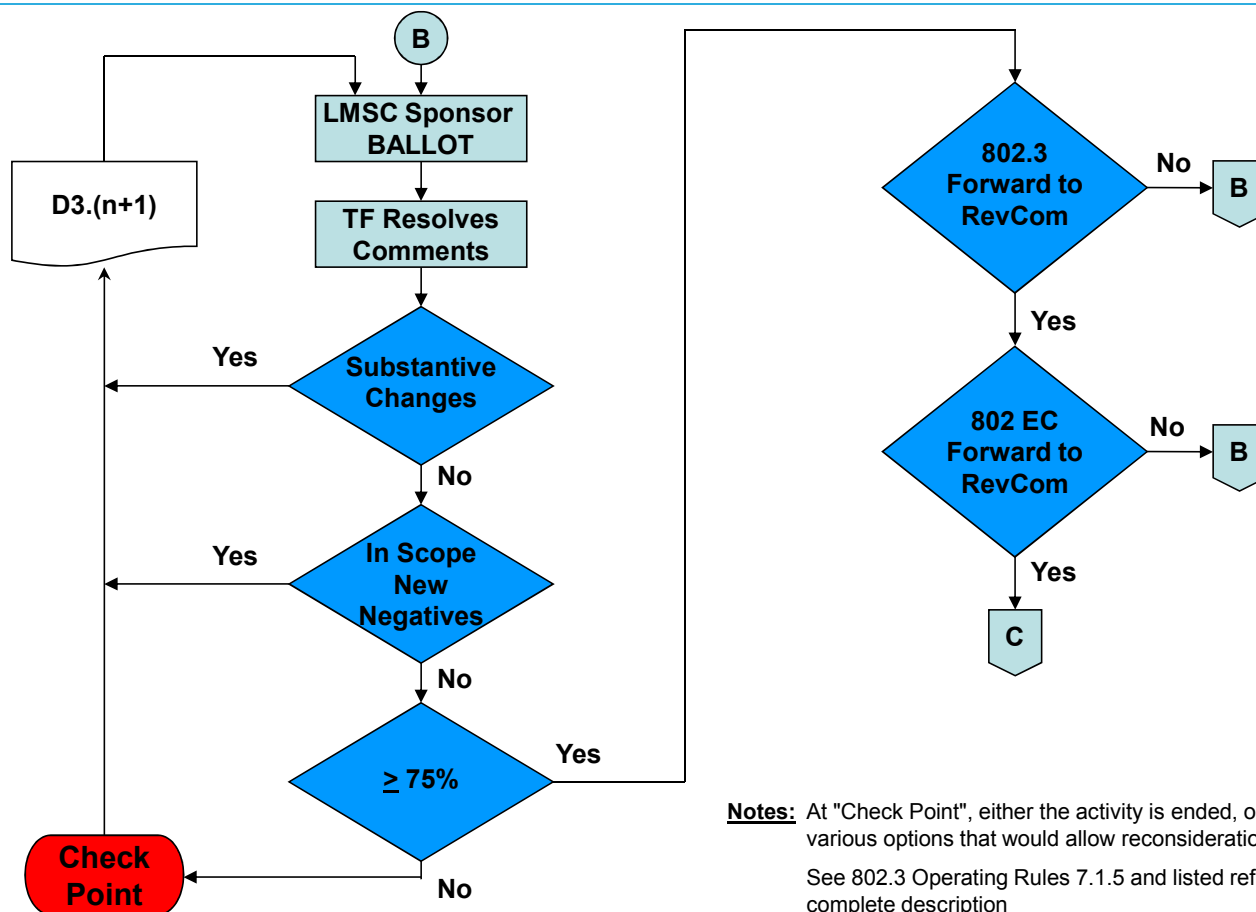 B
LMSC Sponsor
BALLOT
D3.(n+1)
TF Resolves
Comments
Yes
Substantive
Changes
No
Yes
In Scope
New
Negatives
No
≥ 75%
Yes
Check
Point
No
802.3
Forward to
RevCom
No
B
Yes
802 EC
Forward to
RevCom
No
B
Yes
C
Notes: At "Check Point", either the activity is ended, o
various options that would allow reconsideratio
See 802.3 Operating Rules 7.1.5 and listed ref
complete description